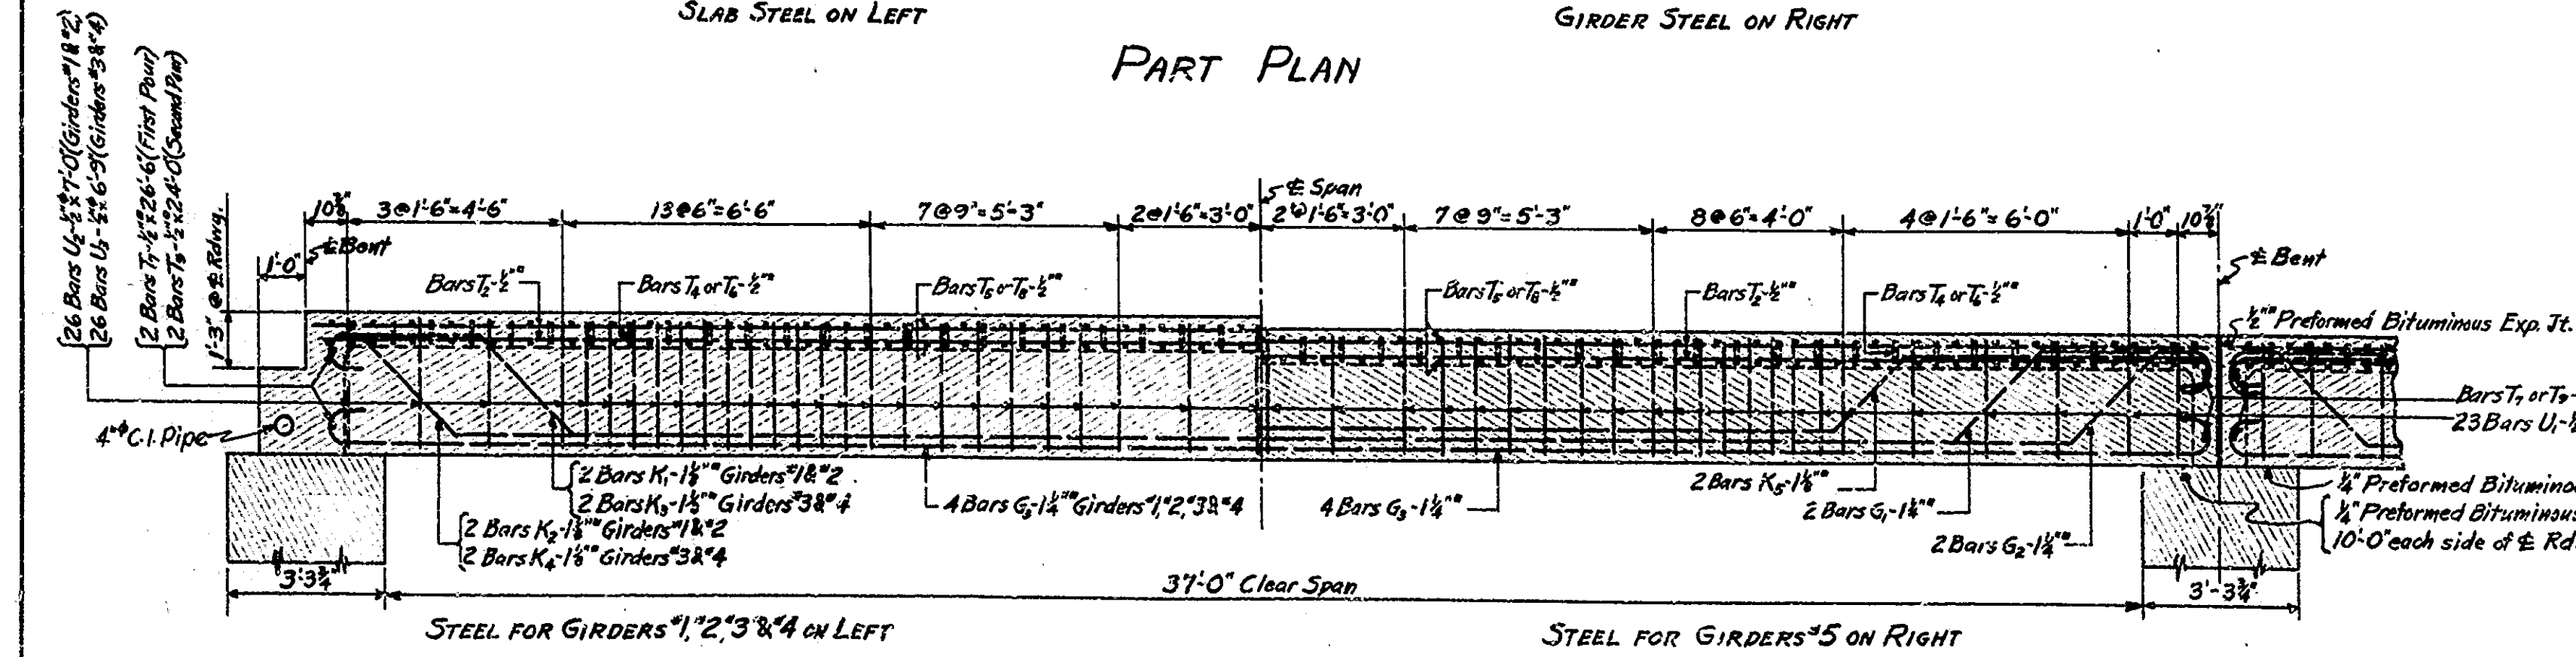 SLAB STEEL ON LEFT
GIRDER STEEL ON RIGHT
PART PLAN
26 Bars U₂-½"ᶲx7'-0"(Girders #1&#2)
26 Bars U₃-½"ᶲx6'-9"(Girders #3&#4)
2 Bars T₇-½"x26'-6"(First Pour)
2 Bars T₉-½"x24'-0"(Second Pour)
1'-3" @ ℄ Rdwy.
℄ Span
3@1'-6"=4'-6"
13@6"=6'-6"
7@9"=5'-3"
2@1'-6"=3'-0"
2@1'-6"=3'-0"
7@9"=5'-3"
8@6"=4'-0"
4@1'-6"=6'-0"
1'-0"
10⅞"
℄ Bent
1'-0"
℄ Bent
Bars T₂-½"
Bars T₄ or T₆-½"
Bars T₅ or T₈-½"
Bars T₅ or T₈-½"
Bars T₂-½"
Bars T₄ or T₆-½"
½" Preformed Bituminous Exp. Jt.
Bars T₇ or T₉-
23 Bars U₁-
4"ᶲ C.I. Pipe
2 Bars K₁-1⅛" Girders #1&#2
2 Bars K₃-1⅛" Girders #3&#4
2 Bars K₂-1⅛" Girders #1&#2
2 Bars K₄-1⅛" Girders #3&#4
4 Bars G₃-1¼" Girders #1,#2,#3&#4
4 Bars G₃-1¼"
2 Bars K₅-1⅛"
2 Bars G₁-1¼"
2 Bars G₂-1¼"
¼" Preformed Bitumino
¼" Preformed Bituminous
10'-0" each side of ℄ Rd
3'-3¾"
37'-0" Clear Span
3'-3¾"
STEEL FOR GIRDERS #1,#2,#3&#4 ON LEFT
STEEL FOR GIRDERS #5 ON RIGHT